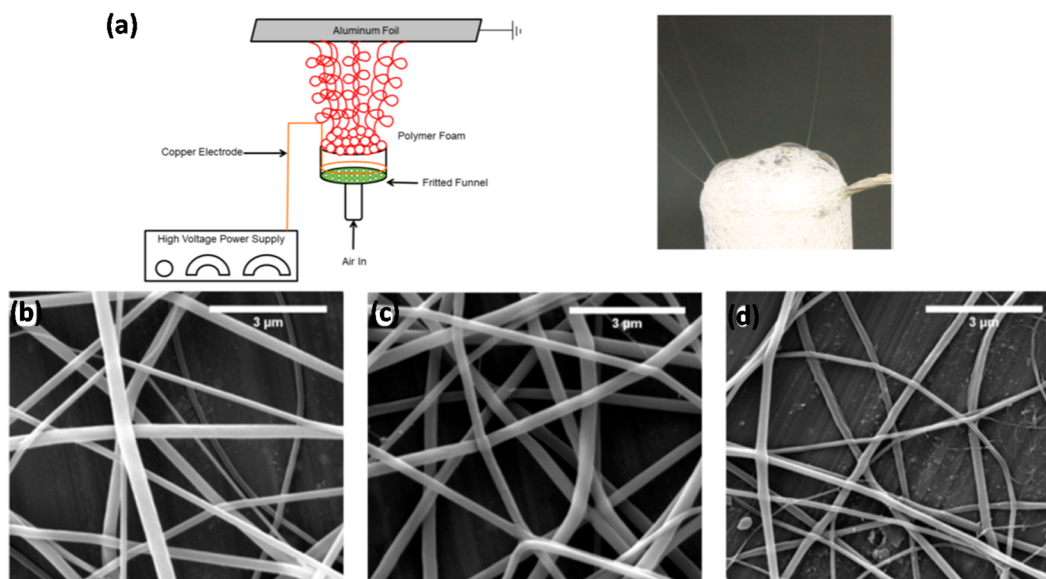 (a)
Aluminum Foil
Polymer Foam
Copper Electrode
Fritted Funnel
High Voltage Power Supply
Air In
(b)
3 μm
(c)
3 μm
(d)
3 μm